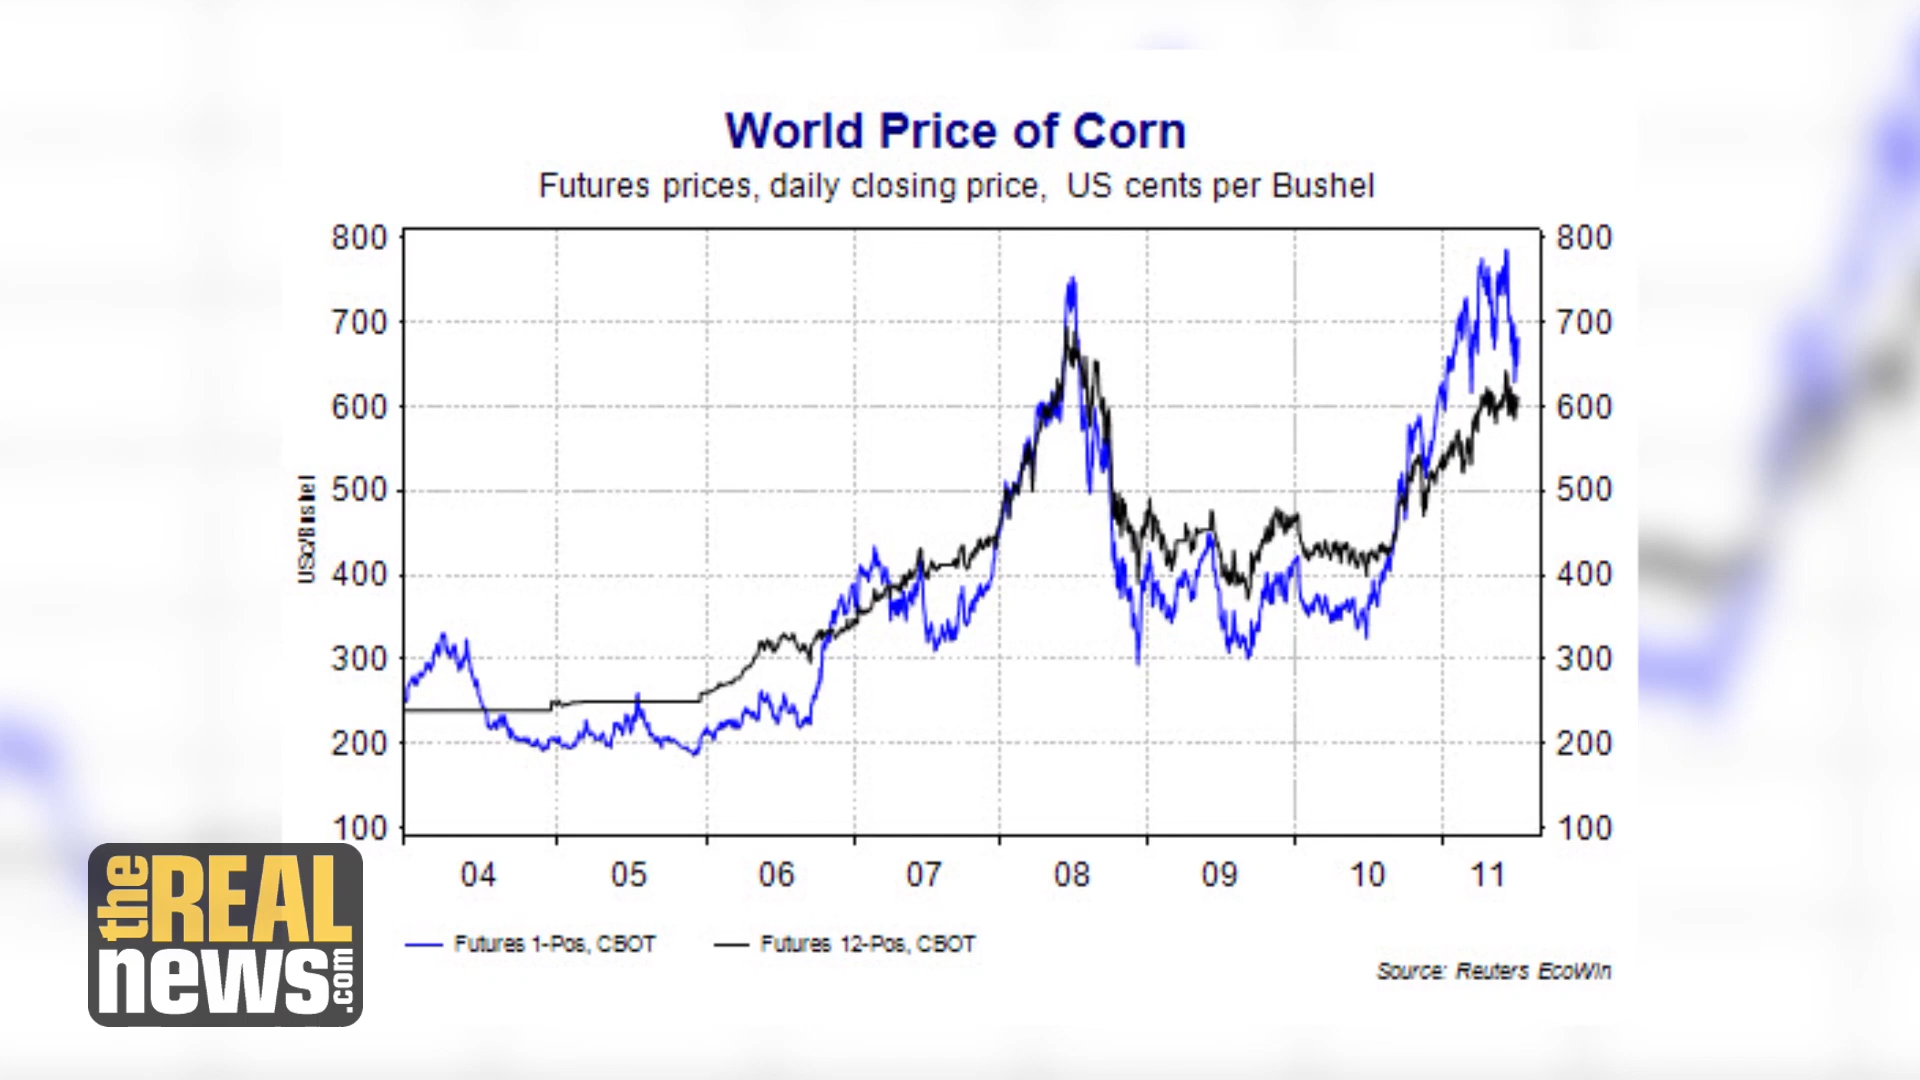 World Price of Corn
Futures prices, daily closing price, US cents per Bushel
USc/Bushel
800
700
600
500
400
300
200
100
800
700
600
500
400
300
200
100
04 05 06 07 08 09 10 11
Futures 1-Pos, CBOT Futures 12-Pos, CBOT
Source: Reuters EcoWin
the REAL
news.com